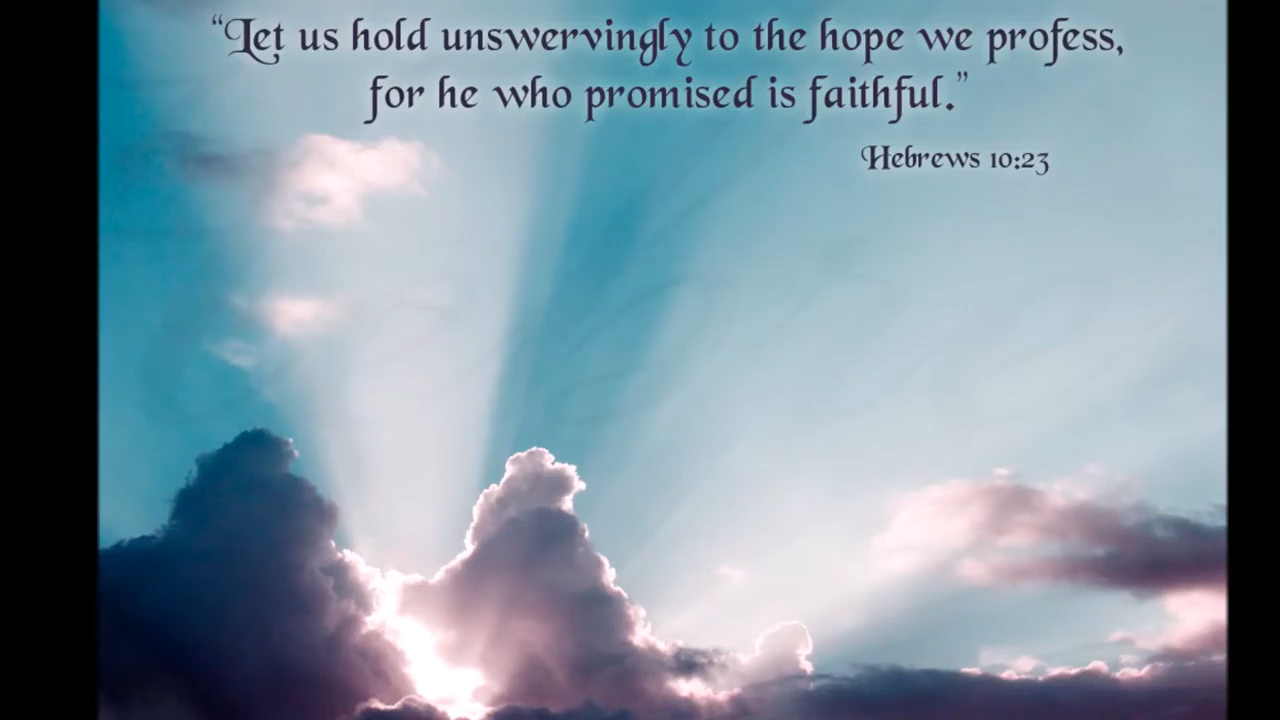 “Let us hold unswervingly to the hope we profess,
for he who promised is faithful.”
Hebrews 10:23